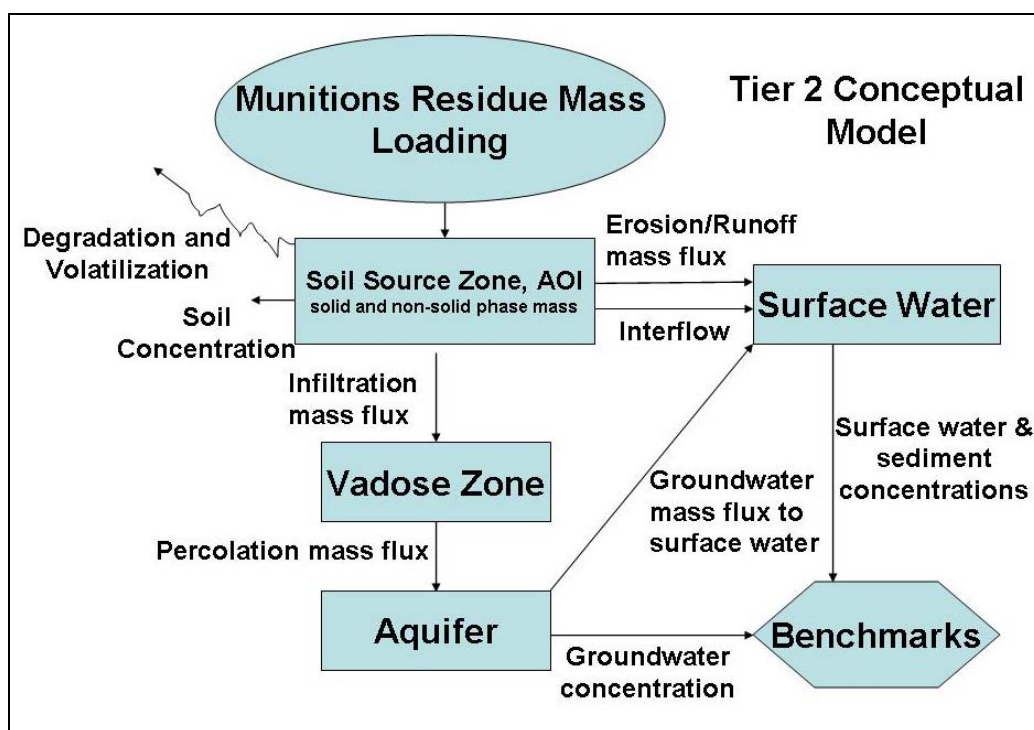 Munitions Residue Mass
Loading
Tier 2 Conceptual
Model
Degradation and
Volatilization
Erosion/Runoff
mass flux
Soil Source Zone, AOI
solid and non-solid phase mass
Surface Water
Soil
Concentration
Interflow
Infiltration
mass flux
Vadose Zone
Surface water &
sediment
concentrations
Groundwater
mass flux to
surface water
Percolation mass flux
Aquifer
Benchmarks
Groundwater
concentration